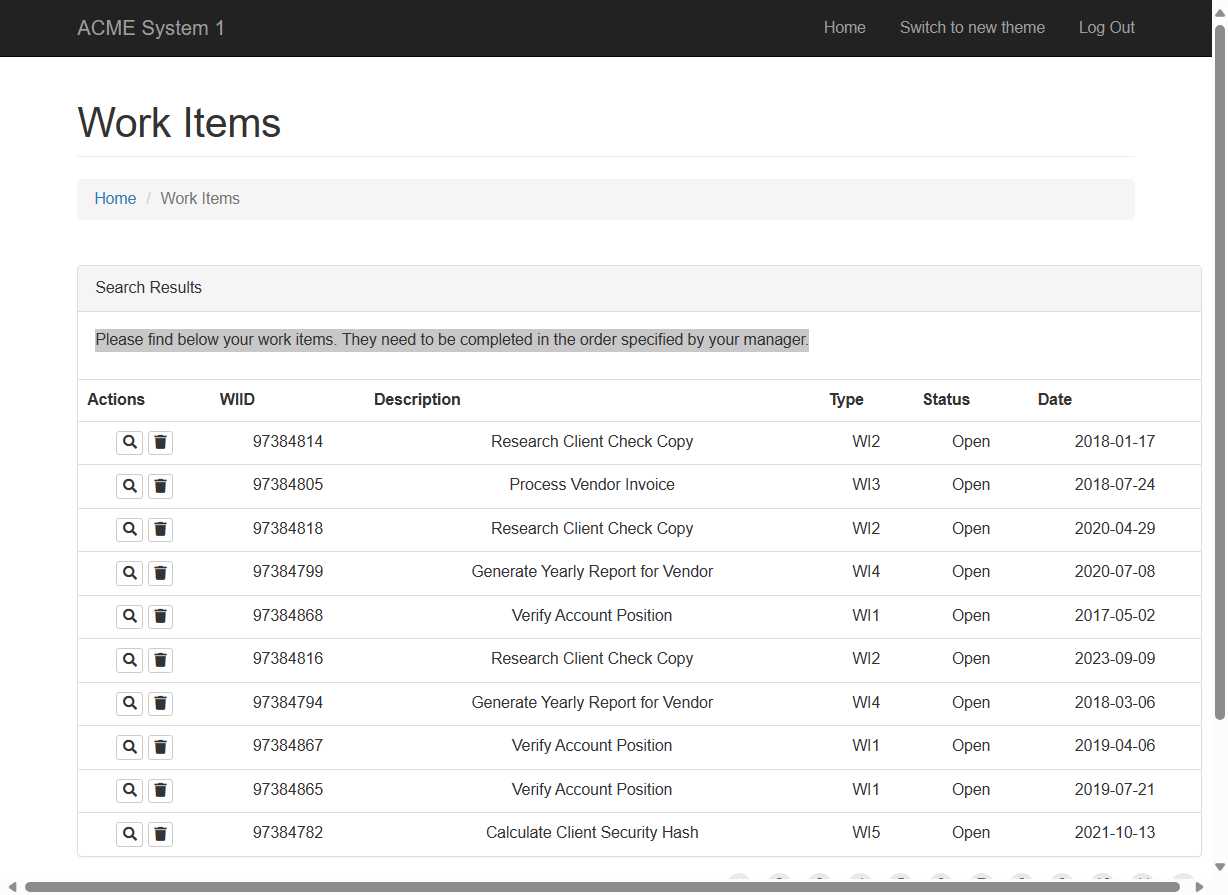 ACME System 1 Home Switch to new theme Log Out
Work Items
Home / Work Items
Search Results
Please find below your work items. They need to be completed in the order specified by your manager.
Actions WIID Description Type Status Date
97384814 Research Client Check Copy WI2 Open 2018-01-17
97384805 Process Vendor Invoice WI3 Open 2018-07-24
97384818 Research Client Check Copy WI2 Open 2020-04-29
97384799 Generate Yearly Report for Vendor WI4 Open 2020-07-08
97384868 Verify Account Position WI1 Open 2017-05-02
97384816 Research Client Check Copy WI2 Open 2023-09-09
97384794 Generate Yearly Report for Vendor WI4 Open 2018-03-06
97384867 Verify Account Position WI1 Open 2019-04-06
97384865 Verify Account Position WI1 Open 2019-07-21
97384782 Calculate Client Security Hash WI5 Open 2021-10-13